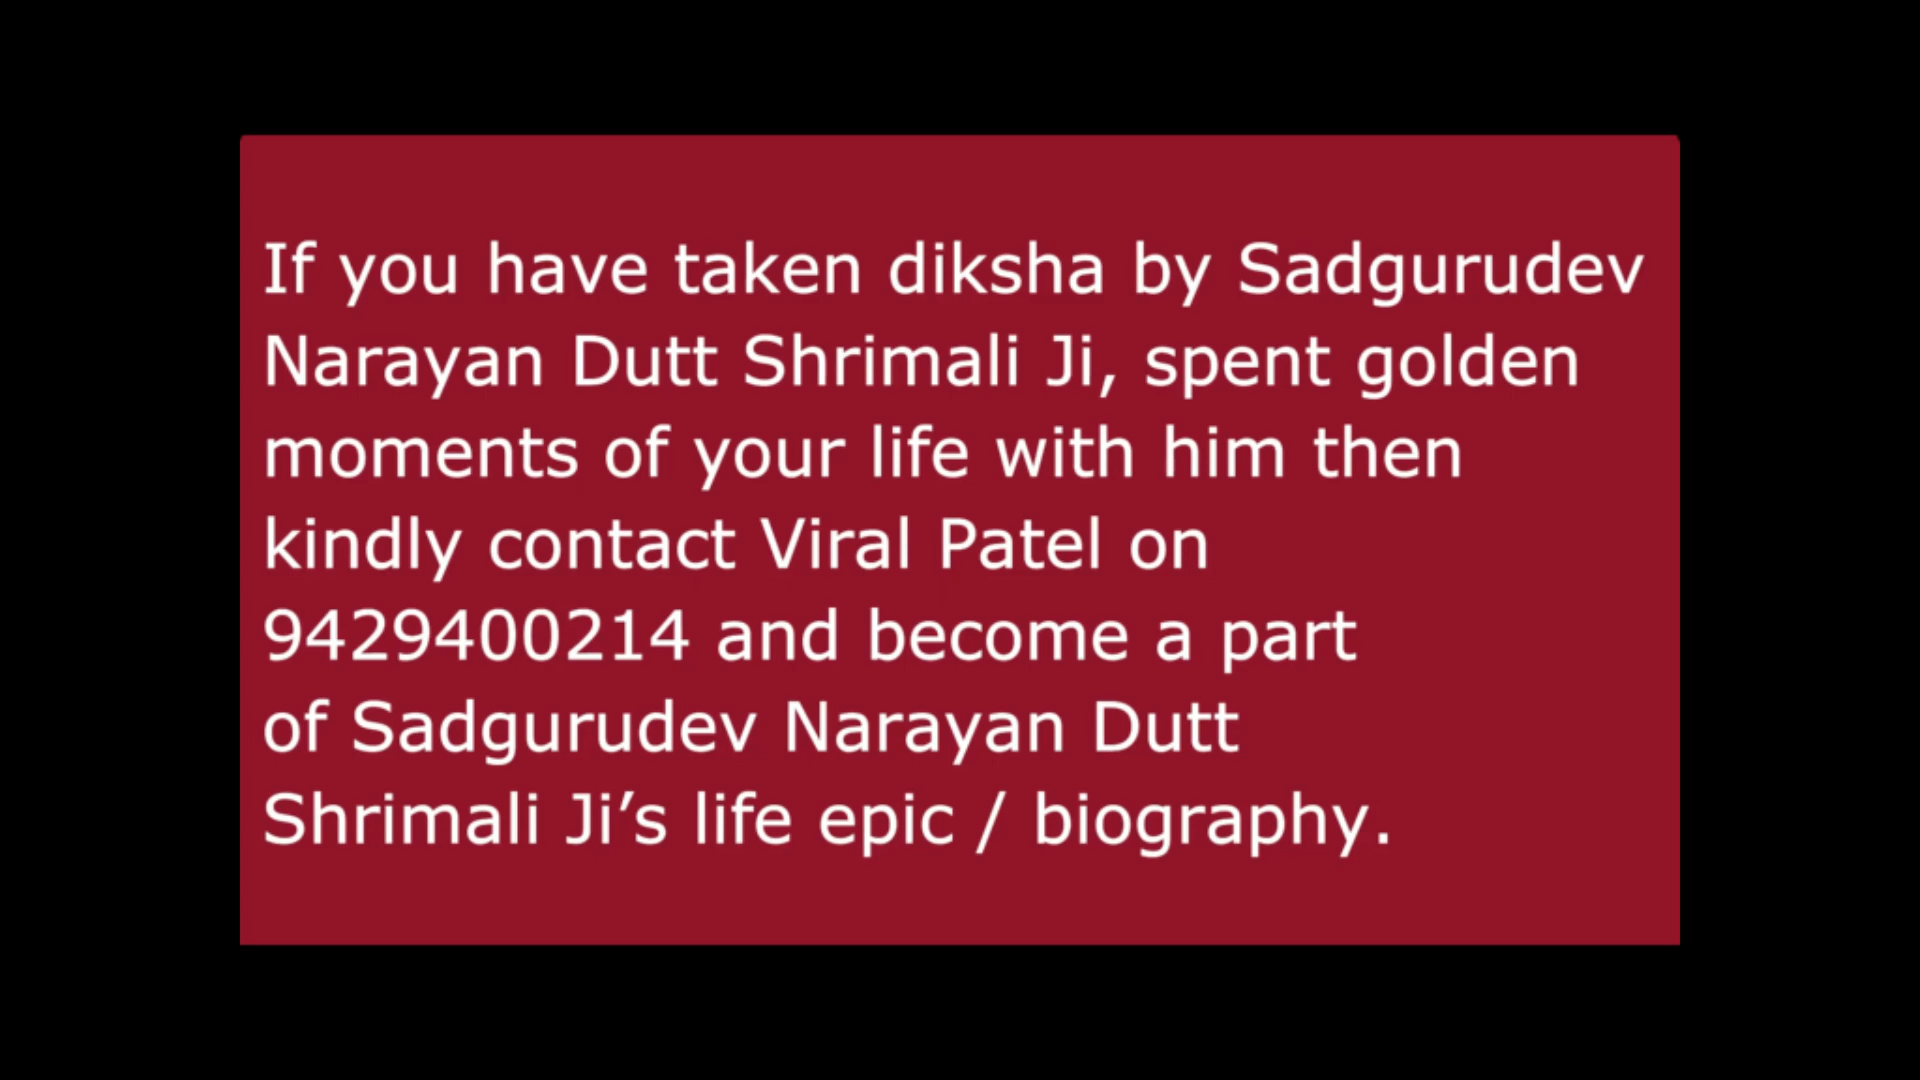 If you have taken diksha by Sadgurudev
Narayan Dutt Shrimali Ji, spent golden
moments of your life with him then
kindly contact Viral Patel on
9429400214 and become a part
of Sadgurudev Narayan Dutt
Shrimali Ji’s life epic / biography.